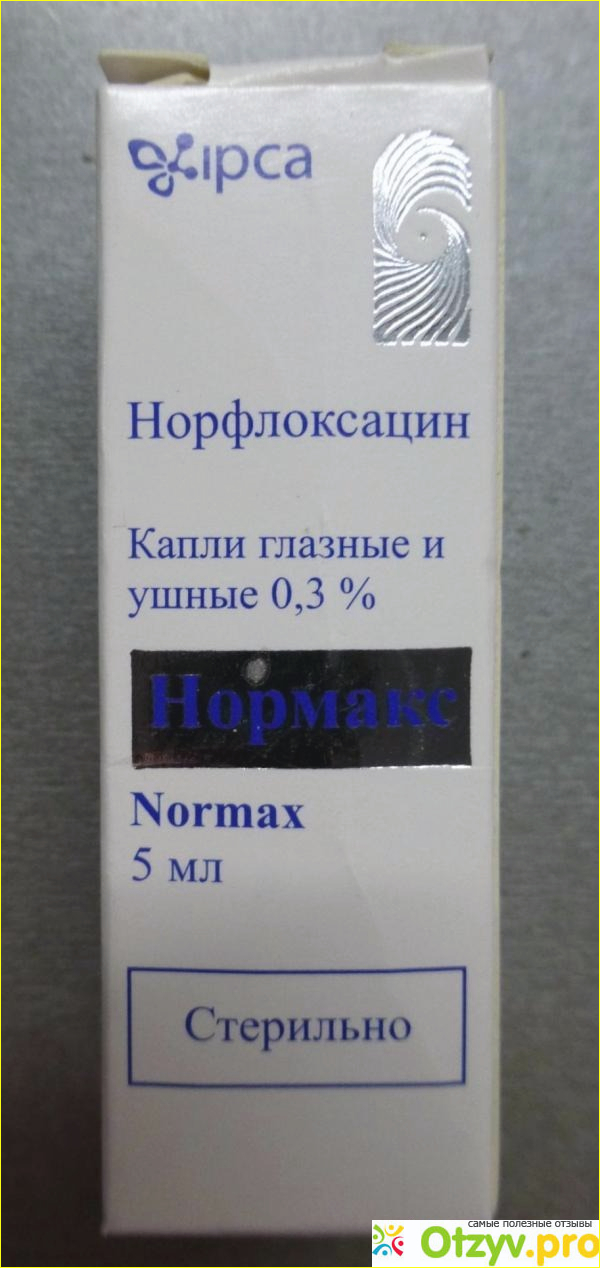 ipca
Норфлоксацин
Капли глазные и
ушные 0,3 %
Нормакс
Normax
5 мл
Стерильно
самые полезные отзывы
Otzyv.pro